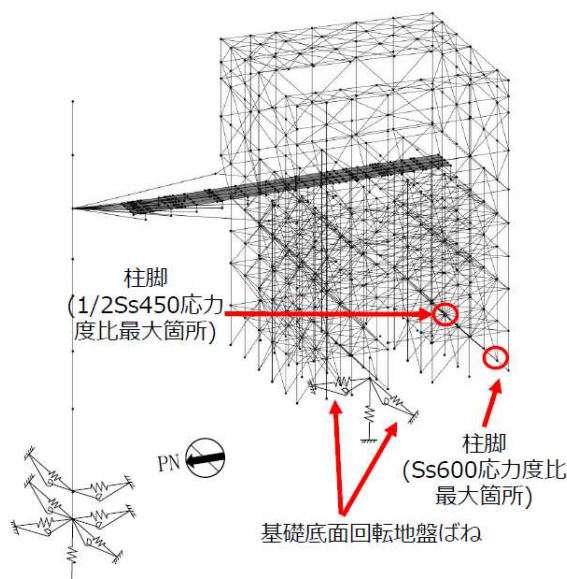 柱脚
(1/2Ss450応力
度比最大箇所)
PN
柱脚
(Ss600応力度比
最大箇所)
基礎底面回転地盤ばね